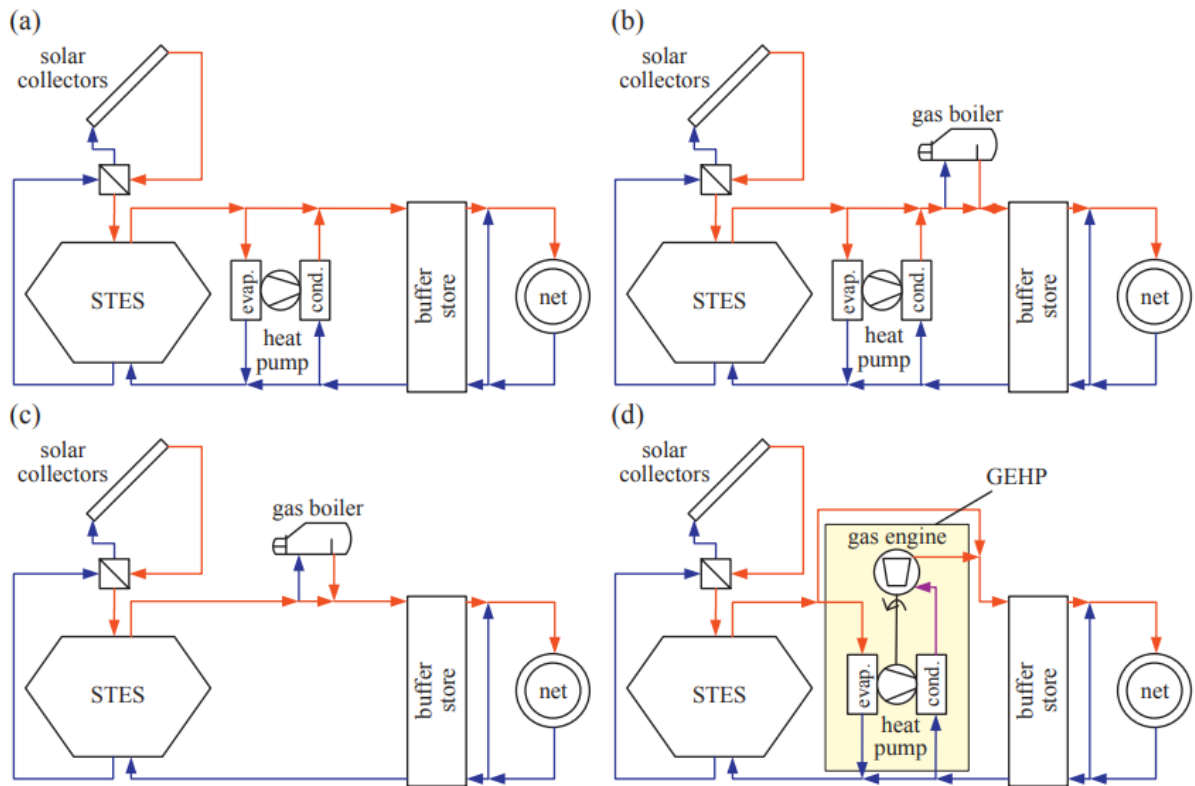 (a)
solar
collectors
STES
evap.
cond.
heat
pump
buffer
store
net
(b)
solar
collectors
gas boiler
STES
evap.
cond.
heat
pump
buffer
store
net
(c)
solar
collectors
gas boiler
STES
buffer
store
net
(d)
solar
collectors
GEHP
gas engine
STES
evap.
cond.
heat
pump
buffer
store
net